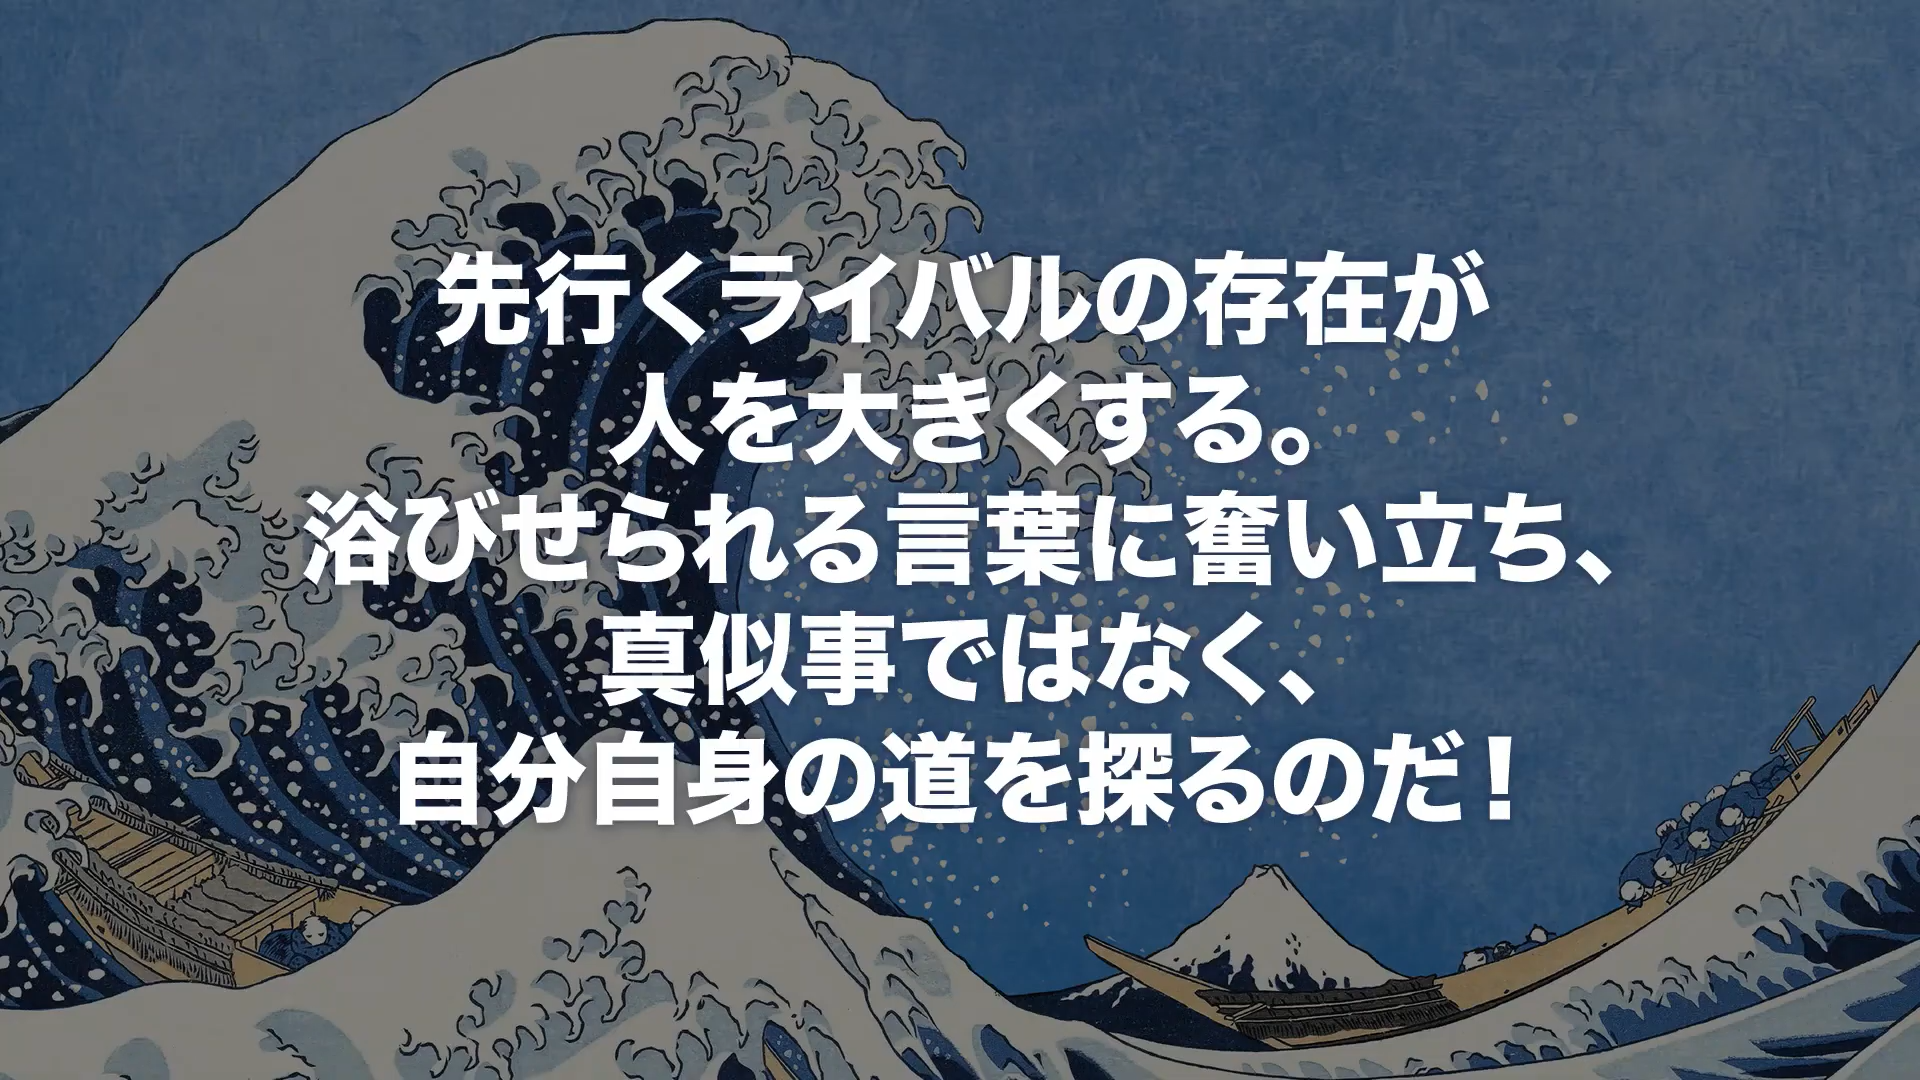 先行くライバルの存在が
人を大きくする。
浴びせられる言葉に奮い立ち、
真似事ではなく、
自分自身の道を探るのだ！